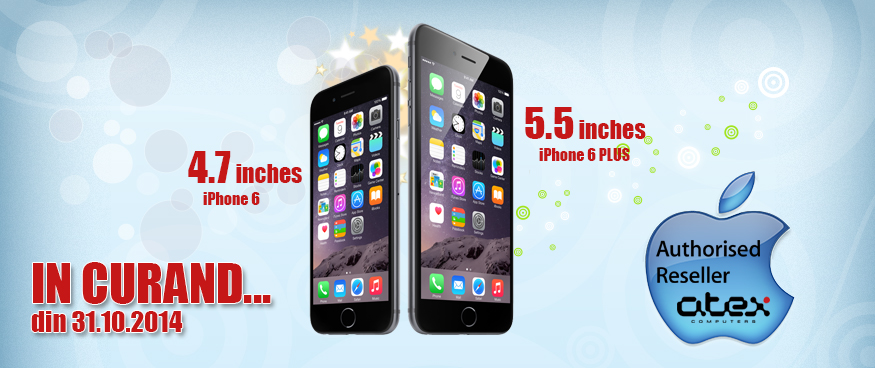 4.7 inches
iPhone 6
5.5 inches
iPhone 6 PLUS
IN CURAND...
din 31.10.2014
Authorised
Reseller
atex
COMPUTERS